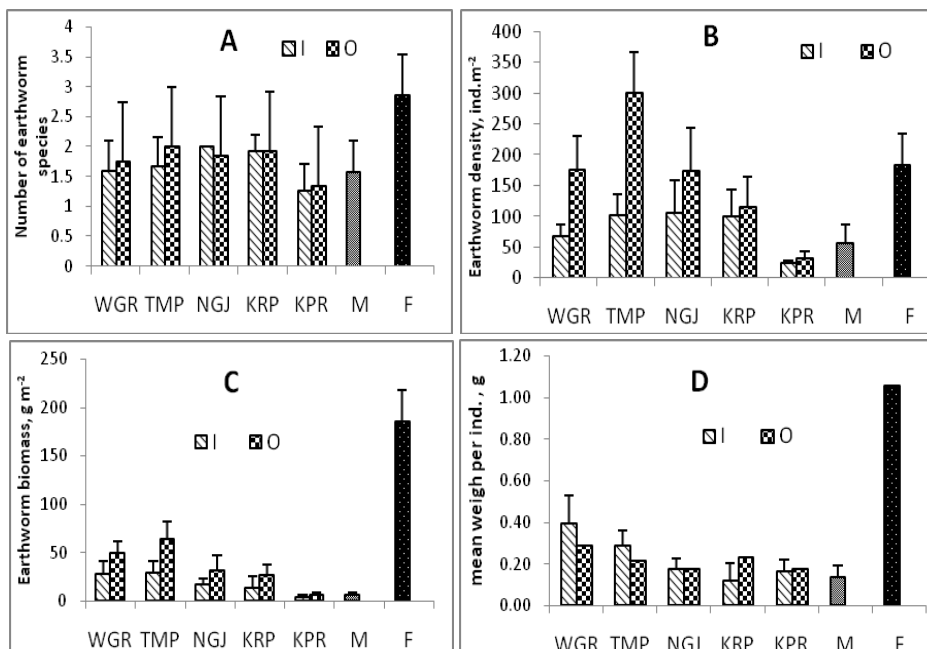 A
I O
Number of earthworm
species
4
3.5
3
2.5
2
1.5
1
0.5
0
WGR TMP NGJ KRP KPR M F
B
I O
Earthworm density, ind.m⁻²
400
350
300
250
200
150
100
50
0
WGR TMP NGJ KRP KPR M F
C
I O
Earthworm biomass, g m⁻²
250
200
150
100
50
0
WGR TMP NGJ KRP KPR M F
D
I O
mean weigh per ind. , g
1.20
1.00
0.80
0.60
0.40
0.20
0.00
WGR TMP NGJ KRP KPR M F